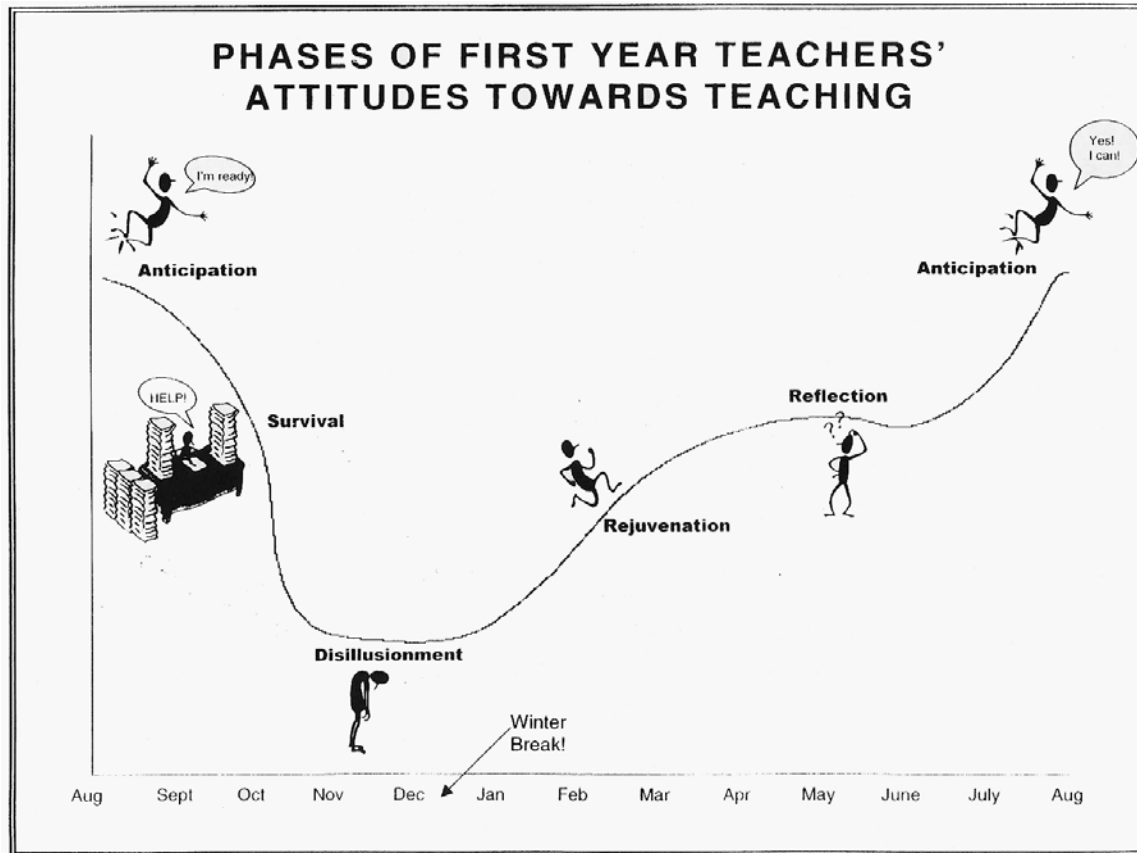 PHASES OF FIRST YEAR TEACHERS'
ATTITUDES TOWARDS TEACHING
I'm ready!
Yes!
I can!
Anticipation
Anticipation
HELP!
Survival
Reflection
? ?
Rejuvenation
Disillusionment
Winter
Break!
Aug Sept Oct Nov Dec Jan Feb Mar Apr May June July Aug